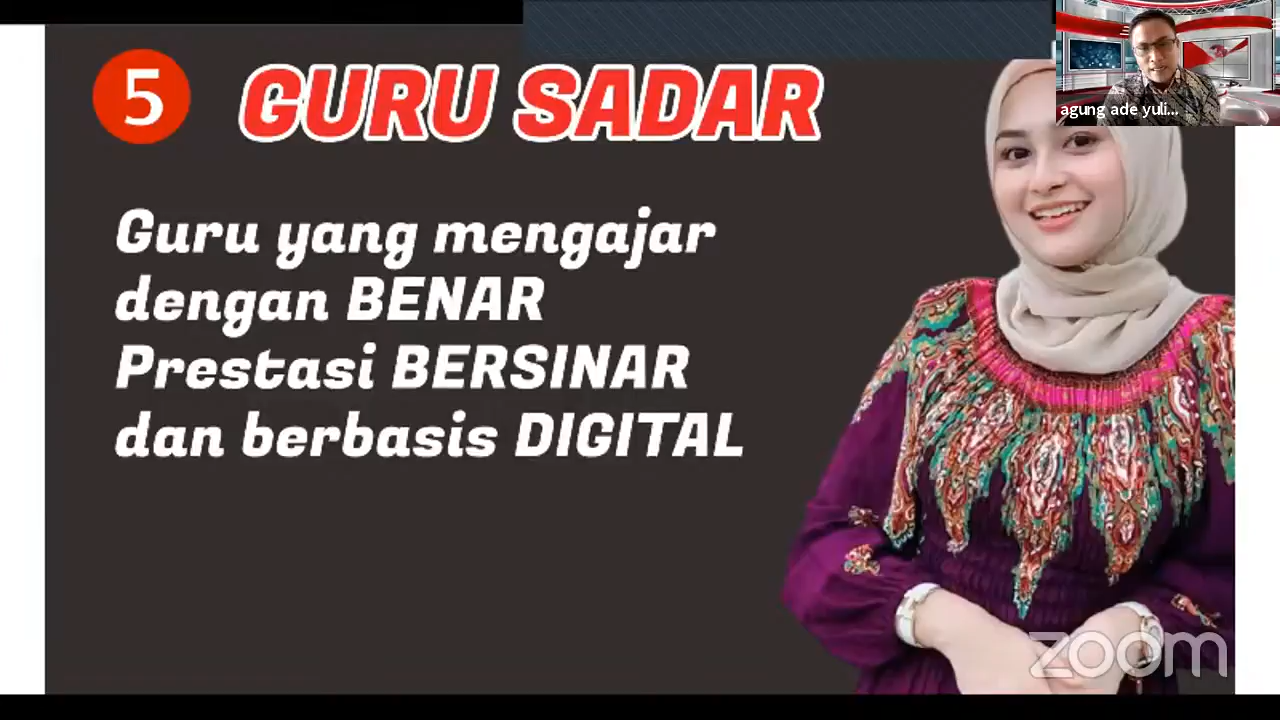 5 GURU SADAR
agung ade yuli...
Guru yang mengajar
dengan BENAR
Prestasi BERSINAR
dan berbasis DIGITAL
zoom